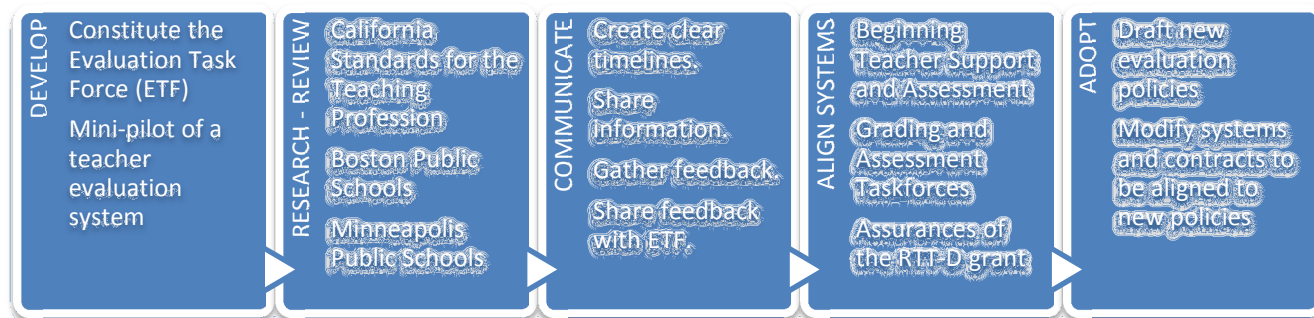 DEVELOP
Constitute the
Evaluation Task
Force (ETF)
Mini-pilot of a
teacher
evaluation
system
RESEARCH - REVIEW
California
Standards for the
Teaching
Profession
Boston Public
Schools
Minneapolis
Public Schools
COMMUNICATE
Create clear
timelines.
Share
information.
Gather feedback.
Share feedback
with ETF.
ALIGN SYSTEMS
Beginning
Teacher Support
and Assessment
Grading and
Assessment
Taskforces
Assurances of
the RTT-D grant
ADOPT
Draft new
evaluation
policies
Modify systems
and contracts to
be aligned to
new policies